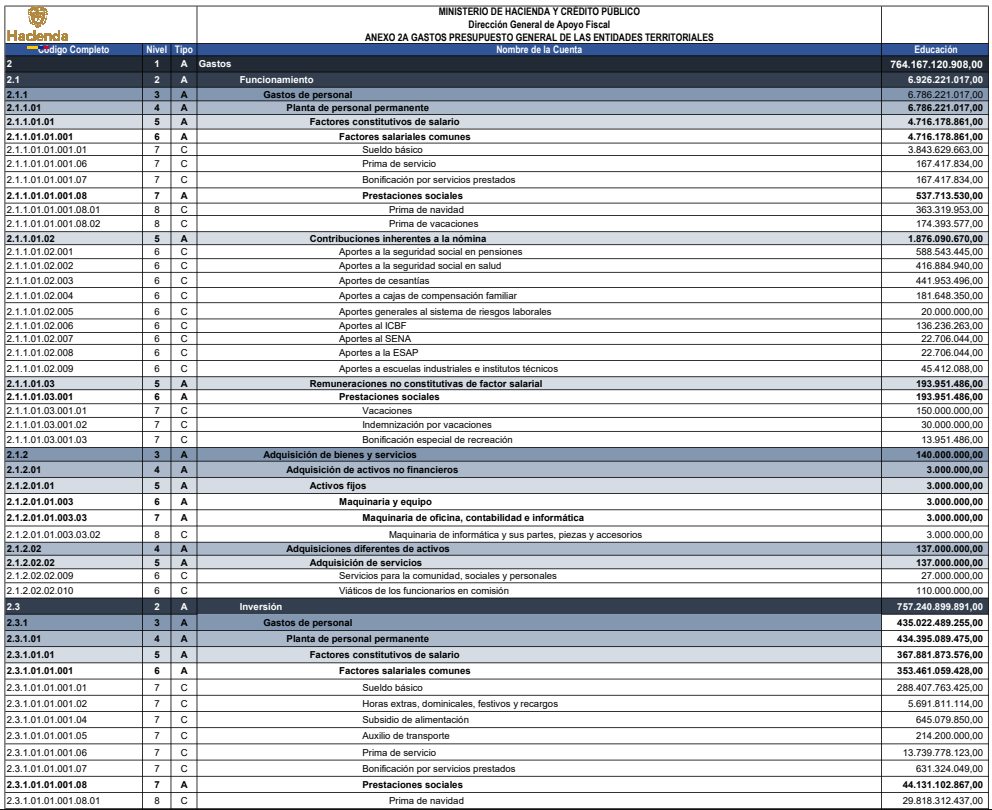 MINISTERIO DE HACIENDA Y CRÉDITO PÚBLICO
Dirección General de Apoyo Fiscal
ANEXO 2A GASTOS PRESUPUESTO GENERAL DE LAS ENTIDADES TERRITORIALES
Hacienda
Código Completo Nivel Tipo Nombre de la Cuenta Educación
2 1 A Gastos 764.167.120.908,00
2.1 2 A Funcionamiento 6.926.221.017,00
2.1.1 3 A Gastos de personal 6.786.221.017,00
2.1.1.01 4 A Planta de personal permanente 6.786.221.017,00
2.1.1.01.01 5 A Factores constitutivos de salario 4.716.178.861,00
2.1.1.01.01.001 6 A Factores salariales comunes 4.716.178.861,00
2.1.1.01.01.001.01 7 C Sueldo básico 3.843.629.663,00
2.1.1.01.01.001.06 7 C Prima de servicio 167.417.834,00
2.1.1.01.01.001.07 7 C Bonificación por servicios prestados 167.417.834,00
2.1.1.01.01.001.08 7 A Prestaciones sociales 537.713.530,00
2.1.1.01.01.001.08.01 8 C Prima de navidad 363.319.953,00
2.1.1.01.01.001.08.02 8 C Prima de vacaciones 174.393.577,00
2.1.1.01.02 5 A Contribuciones inherentes a la nómina 1.876.090.670,00
2.1.1.01.02.001 6 C Aportes a la seguridad social en pensiones 588.543.445,00
2.1.1.01.02.002 6 C Aportes a la seguridad social en salud 416.884.940,00
2.1.1.01.02.003 6 C Aportes de cesantías 441.953.496,00
2.1.1.01.02.004 6 C Aportes a cajas de compensación familiar 181.648.350,00
2.1.1.01.02.005 6 C Aportes generales al sistema de riesgos laborales 20.000.000,00
2.1.1.01.02.006 6 C Aportes al ICBF 136.236.263,00
2.1.1.01.02.007 6 C Aportes al SENA 22.706.044,00
2.1.1.01.02.008 6 C Aportes a la ESAP 22.706.044,00
2.1.1.01.02.009 6 C Aportes a escuelas industriales e institutos técnicos 45.412.088,00
2.1.1.01.03 5 A Remuneraciones no constitutivas de factor salarial 193.951.486,00
2.1.1.01.03.001 6 A Prestaciones sociales 193.951.486,00
2.1.1.01.03.001.01 7 C Vacaciones 150.000.000,00
2.1.1.01.03.001.02 7 C Indemnización por vacaciones 30.000.000,00
2.1.1.01.03.001.03 7 C Bonificación especial de recreación 13.951.486,00
2.1.2 3 A Adquisición de bienes y servicios 140.000.000,00
2.1.2.01 4 A Adquisición de activos no financieros 3.000.000,00
2.1.2.01.01 5 A Activos fijos 3.000.000,00
2.1.2.01.01.003 6 A Maquinaria y equipo 3.000.000,00
2.1.2.01.01.003.03 7 A Maquinaria de oficina, contabilidad e informática 3.000.000,00
2.1.2.01.01.003.03.02 8 C Maquinaria de informática y sus partes, piezas y accesorios 3.000.000,00
2.1.2.02 4 A Adquisiciones diferentes de activos 137.000.000,00
2.1.2.02.02 5 A Adquisición de servicios 137.000.000,00
2.1.2.02.02.009 6 C Servicios para la comunidad, sociales y personales 27.000.000,00
2.1.2.02.02.010 6 C Viáticos de los funcionarios en comisión 110.000.000,00
2.3 2 A Inversión 757.240.899.891,00
2.3.1 3 A Gastos de personal 435.022.489.255,00
2.3.1.01 4 A Planta de personal permanente 434.395.089.475,00
2.3.1.01.01 5 A Factores constitutivos de salario 367.881.873.576,00
2.3.1.01.01.001 6 A Factores salariales comunes 353.461.059.428,00
2.3.1.01.01.001.01 7 C Sueldo básico 288.407.763.425,00
2.3.1.01.01.001.02 7 C Horas extras, dominicales, festivos y recargos 5.691.811.114,00
2.3.1.01.01.001.04 7 C Subsidio de alimentación 645.079.850,00
2.3.1.01.01.001.05 7 C Auxilio de transporte 214.200.000,00
2.3.1.01.01.001.06 7 C Prima de servicio 13.739.778.123,00
2.3.1.01.01.001.07 7 C Bonificación por servicios prestados 631.324.049,00
2.3.1.01.01.001.08 7 A Prestaciones sociales 44.131.102.867,00
2.3.1.01.01.001.08.01 8 C Prima de navidad 29.818.312.437,00